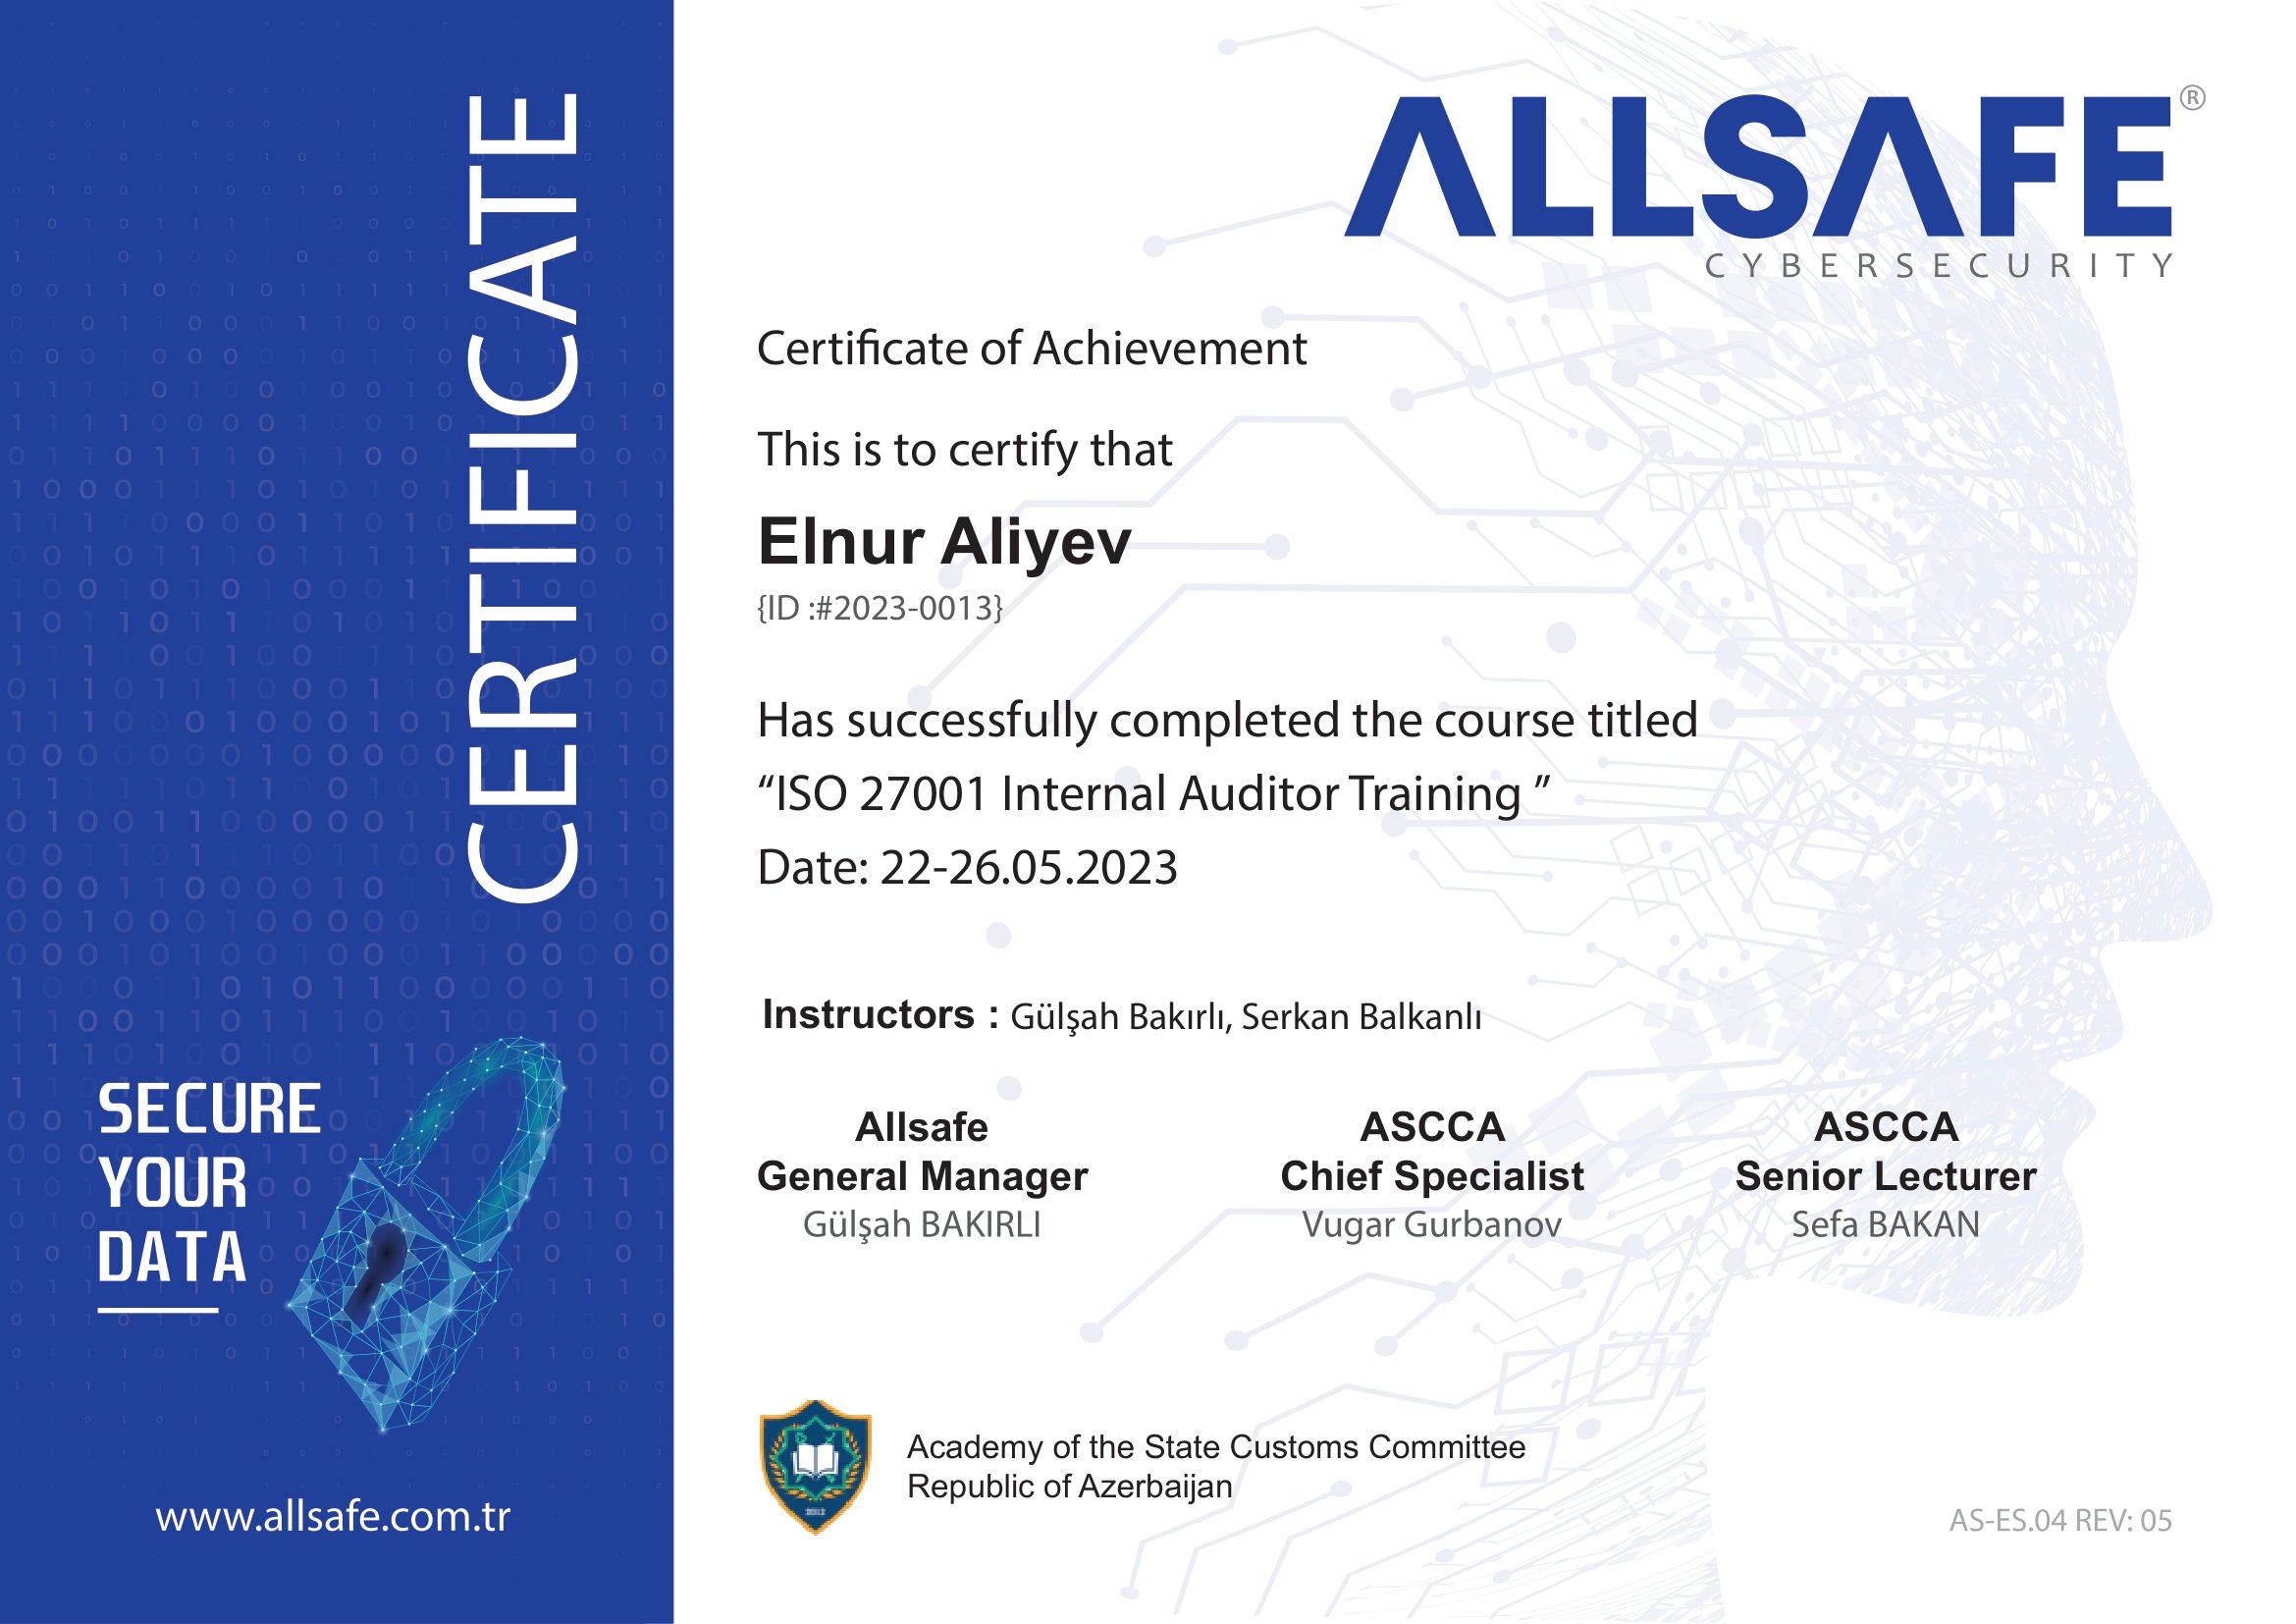 CERTIFICATE
SECURE
YOUR
DATA
www.allsafe.com.tr
ALLSAFE®
CYBERSECURITY
Certificate of Achievement
This is to certify that
Elnur Aliyev
{ID :#2023-0013}
Has successfully completed the course titled
“ISO 27001 Internal Auditor Training ”
Date: 22-26.05.2023
Instructors : Gülşah Bakırlı, Serkan Balkanlı
Allsafe
General Manager
Gülşah BAKIRLI
ASCCA
Chief Specialist
Vugar Gurbanov
ASCCA
Senior Lecturer
Sefa BAKAN
Academy of the State Customs Committee
Republic of Azerbaijan
AS-ES.04 REV: 05